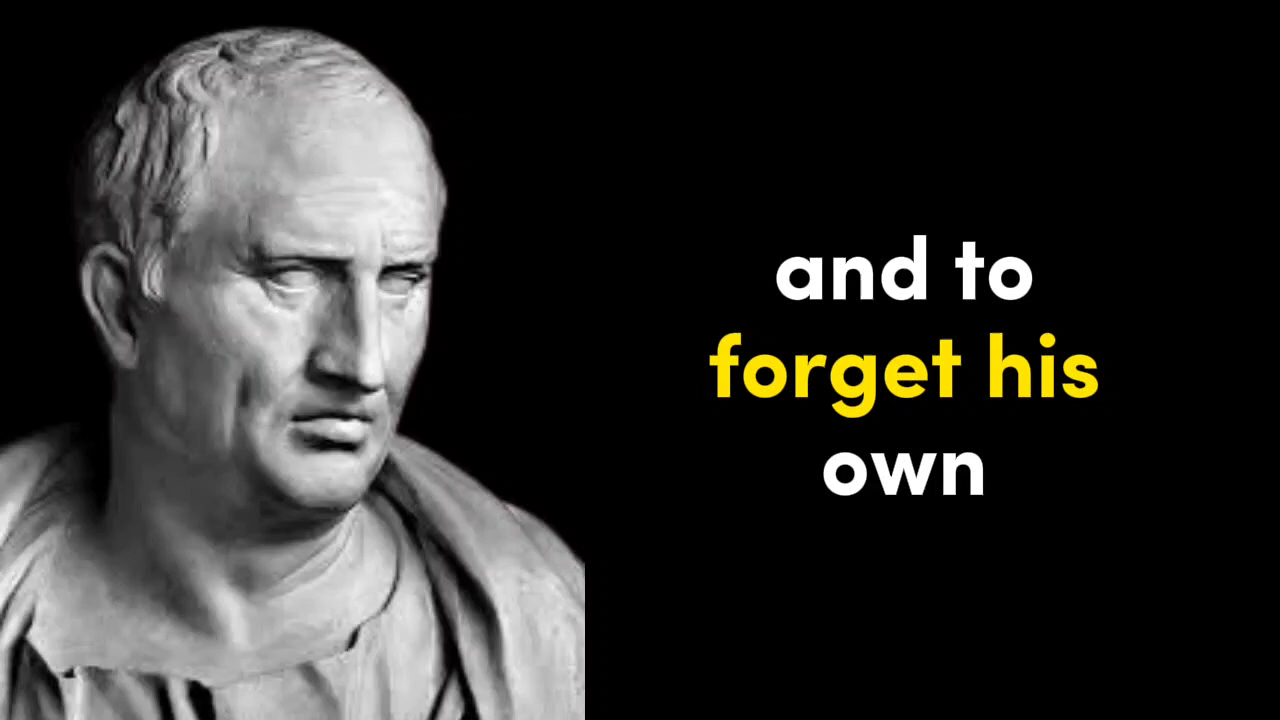 and to
forget his
own